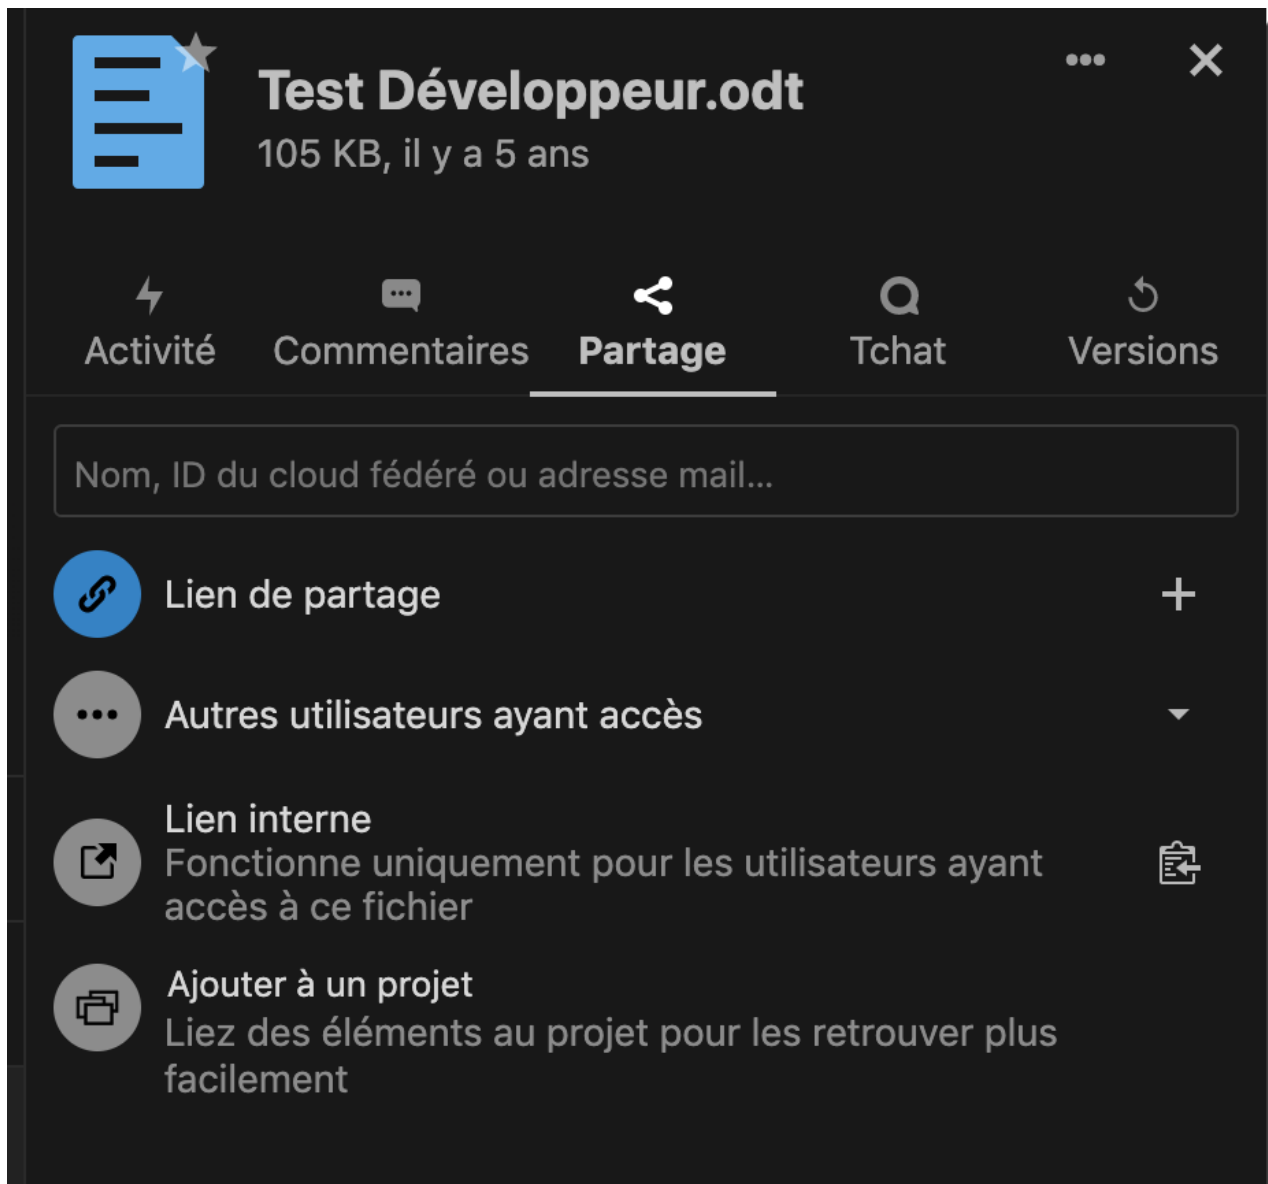 Test Développeur.odt
105 KB, il y a 5 ans
Activité
Commentaires
Partage
Tchat
Versions
Nom, ID du cloud fédéré ou adresse mail...
Lien de partage
Autres utilisateurs ayant accès
Lien interne
Fonctionne uniquement pour les utilisateurs ayant
accès à ce fichier
Ajouter à un projet
Liez des éléments au projet pour les retrouver plus
facilement